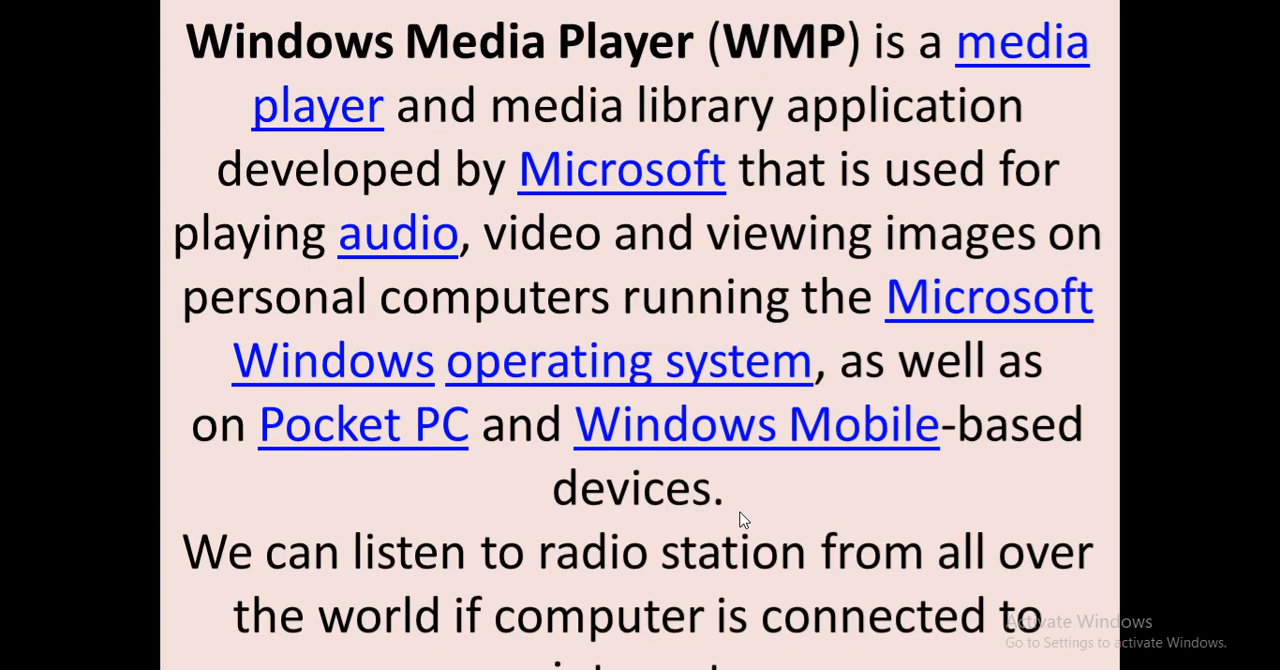 Windows Media Player (WMP) is a media
player and media library application
developed by Microsoft that is used for
playing audio, video and viewing images on
personal computers running the Microsoft
Windows operating system, as well as
on Pocket PC and Windows Mobile-based
devices.
We can listen to radio station from all over
the world if computer is connected to
Activate Windows
Go to Settings to activate Windows.